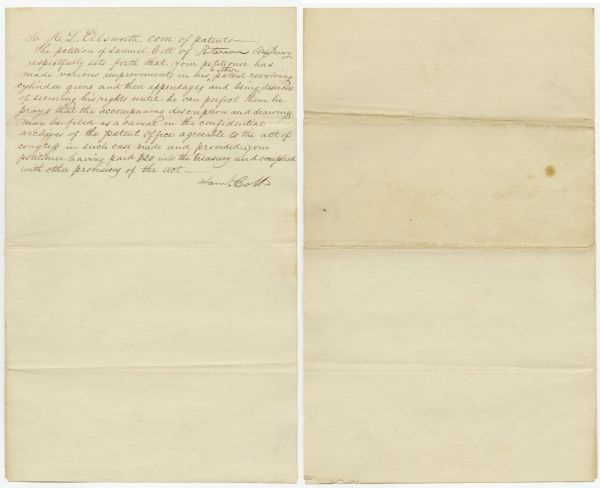 To H. L. Ellsworth. com: of patents
The petition of Samuel Colt of Paterson N. Jersey
respectfully sets forth that, your petitioner has
made various improvements in his patent revolving
cylinder guns and their appendages and being desirous
of securing his rights until he can perfect them he
prays that the accompaning description and drawing
may be filed as a caveat in the confidential
archives of the patent office agreeable to the act of
congress in such case made and provided, your
petitioner having paid $20 into the treasury and complied
with other provisions of the act —
Saml. Colt